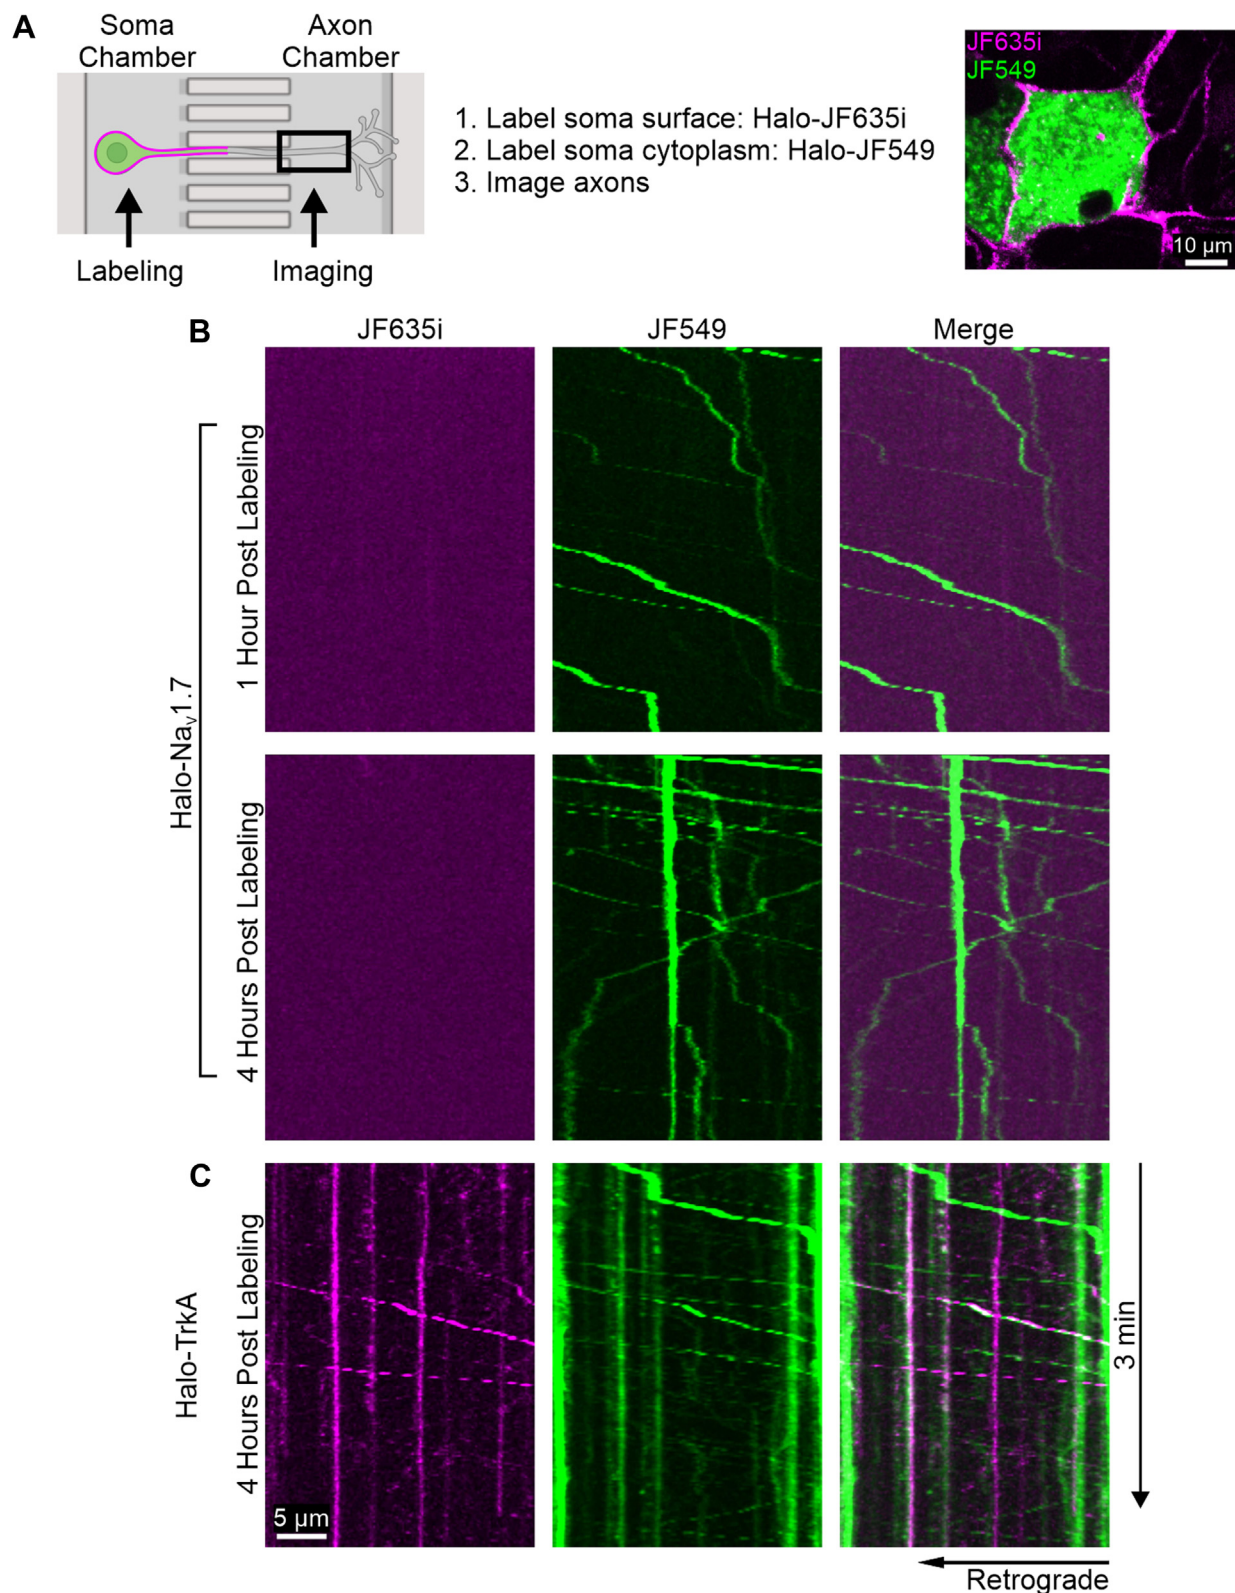 A
Soma
Chamber
Axon
Chamber
Labeling
Imaging
1. Label soma surface: Halo-JF635i
2. Label soma cytoplasm: Halo-JF549
3. Image axons
JF635i
JF549
10 µm
B
JF635i
JF549
Merge
Halo-Nav1.7
1 Hour Post Labeling
4 Hours Post Labeling
C
Halo-TrkA
4 Hours Post Labeling
5 µm
3 min
Retrograde